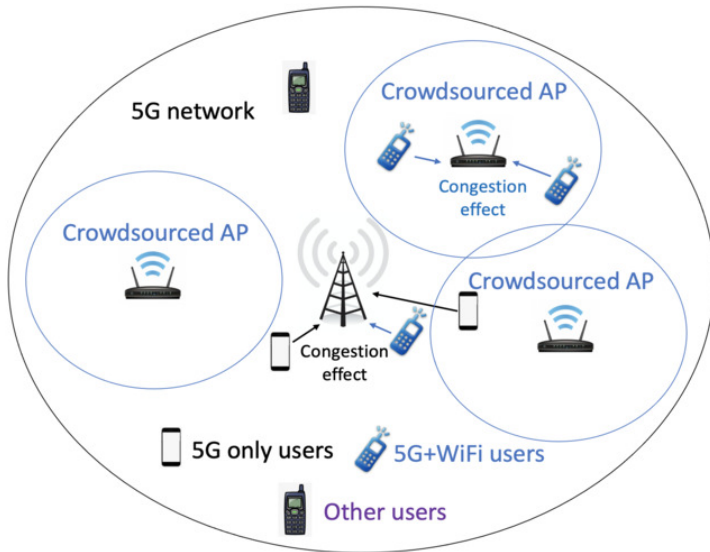 Crowdsourced AP
5G network
Congestion
effect
Crowdsourced AP
Crowdsourced AP
Congestion
effect
5G only users
5G+WiFi users
Other users